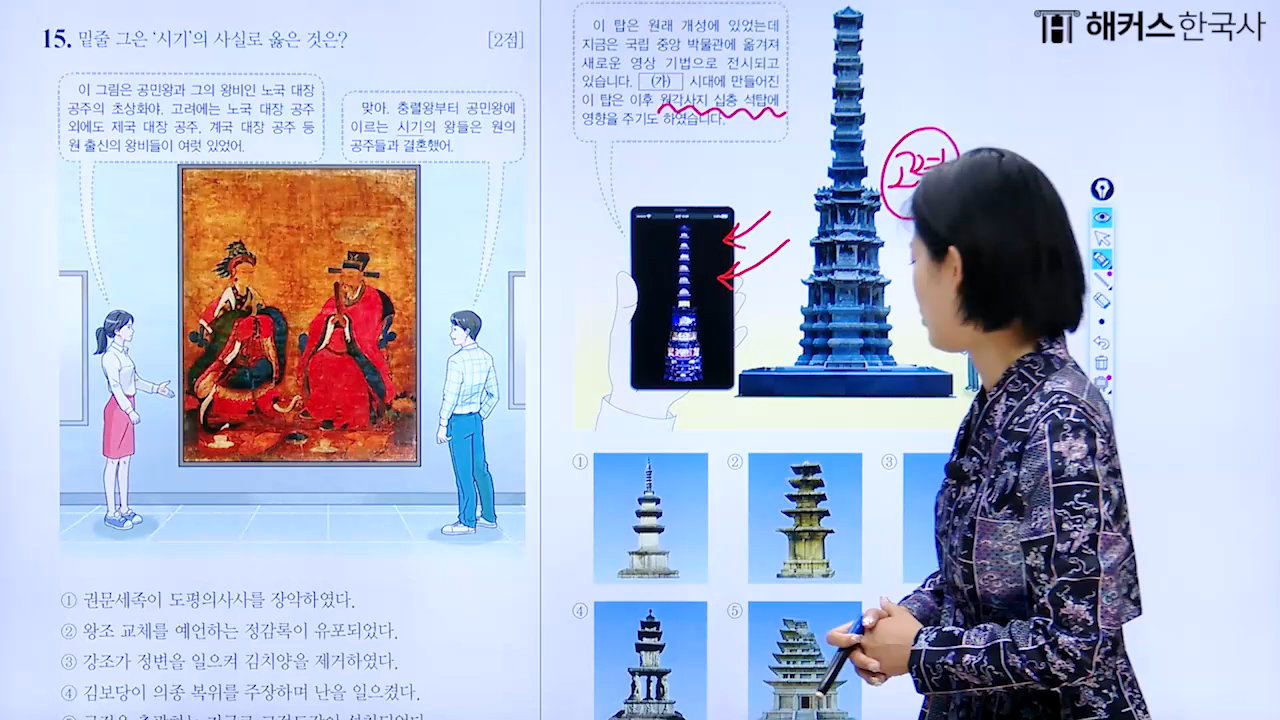 해커스한국사
15. 밑줄 그은 '시기'의 사실로 옳은 것은? [2점]
이 그림은 공민왕과 그의 왕비인 노국 대장
공주의 초상화야. 고려에는 노국 대장 공주
외에도 제국 대장 공주, 계국 대장 공주 등
원 출신의 왕비들이 여럿 있었어.
맞아. 충렬왕부터 공민왕에
이르는 시기의 왕들은 원의
공주들과 결혼했어.
① 권문세족이 도평의사사를 장악하였다.
② 왕조 교체를 예언하는 정감록이 유포되었다.
③ 강조가 정변을 일으켜 김치양을 제거하였다.
④ 김보당이 의종 복위를 주장하며 난을 일으켰다.
이 탑은 원래 개성에 있었는데
지금은 국립 중앙 박물관에 옮겨져
새로운 영상 기법으로 전시되고
있습니다. (가) 시대에 만들어진
이 탑은 이후 원각사지 십층 석탑에
영향을 주기도 하였습니다.
고려
①
②
③
④
⑤